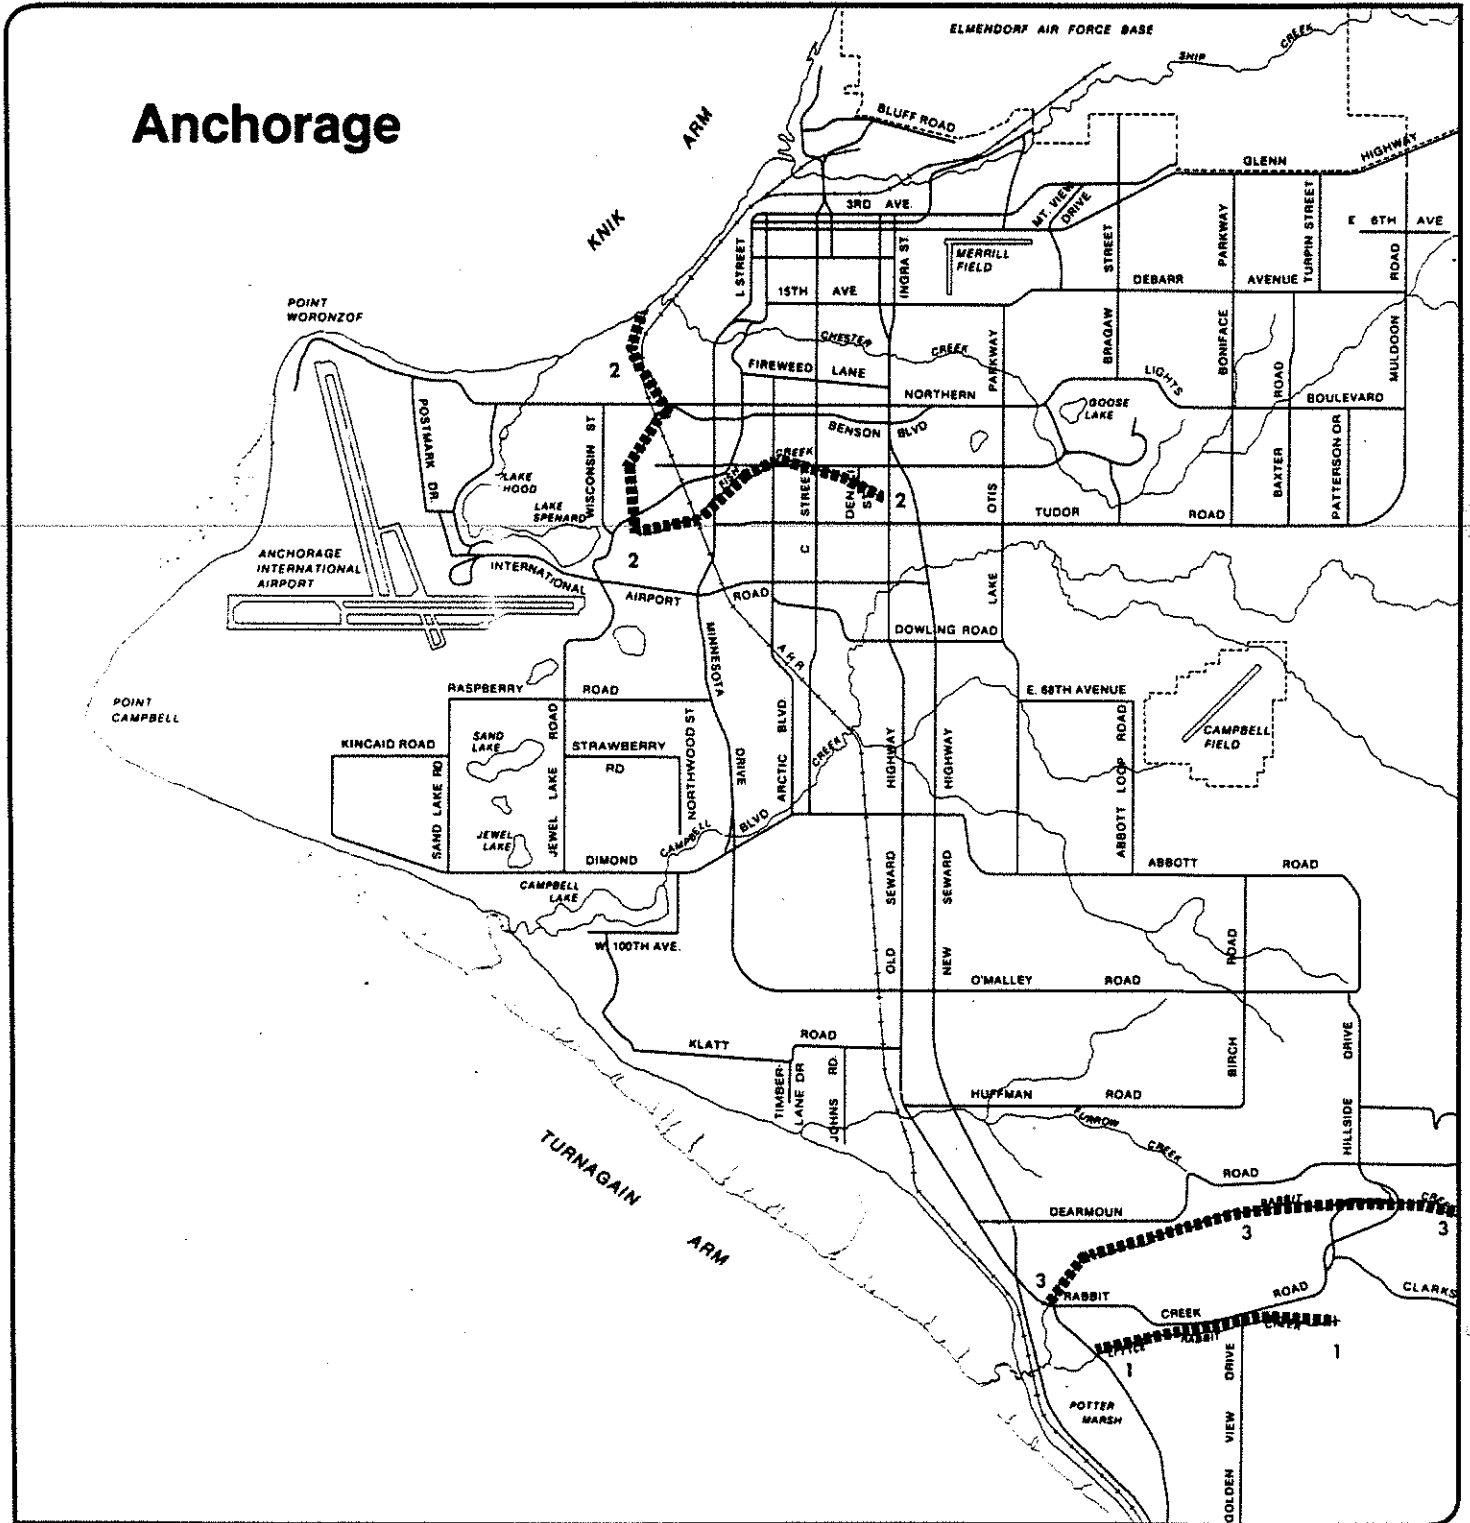 Anchorage
ELMENDORF AIR FORCE BASE
SHIP CREEK
KNIK ARM
BLUFF ROAD
GLENN HIGHWAY
3RD AVE.
MT. VIEW DRIVE
E 6TH AVE
L STREET
INGRA ST
MERRILL FIELD
15TH AVE
DEBARR AVENUE
BRAGAW STREET
BONIFACE PARKWAY
TURPIN STREET
MULDOON ROAD
POINT WORONZOF
2
CHESTER CREEK
FIREWEED LANE
NORTHERN LIGHTS BOULEVARD
BENSON BLVD
GOOSE LAKE
POSTMARK DR.
WISCONSIN ST
LAKE HOOD
LAKE SPENARD
FISH CREEK
C STREET
2
OTIS PARKWAY
LAKE
BAXTER ROAD
PATTERSON DR
TUDOR ROAD
2
ANCHORAGE INTERNATIONAL AIRPORT
INTERNATIONAL AIRPORT ROAD
DOWLING ROAD
MINNESOTA DRIVE
ARR
POINT CAMPBELL
RASPBERRY ROAD
E. 68TH AVENUE
KINCAID ROAD
SAND LAKE
STRAWBERRY RD
NORTHWOOD ST
ARCTIC BLVD
CAMPBELL CREEK
CAMPBELL FIELD
SAND LAKE RD
JEWEL LAKE ROAD
JEWEL LAKE
DIMOND BLVD
ABBOTT LOOP ROAD
ABBOTT ROAD
CAMPBELL LAKE
W. 100TH AVE.
OLD SEWARD HIGHWAY
NEW SEWARD HIGHWAY
O'MALLEY ROAD
BIRCH ROAD
HILLSIDE DRIVE
KLATT ROAD
TIMBERLANE DR
JOHNS RD.
HUFFMAN ROAD
FURROW CREEK
TURNAGAIN ARM
DEARMOUN ROAD
RABBIT CREEK
3
3
3
RABBIT CREEK ROAD
CLARKS
LITTLE RABBIT CREEK
1
1
POTTER MARSH
GOLDEN VIEW DRIVE